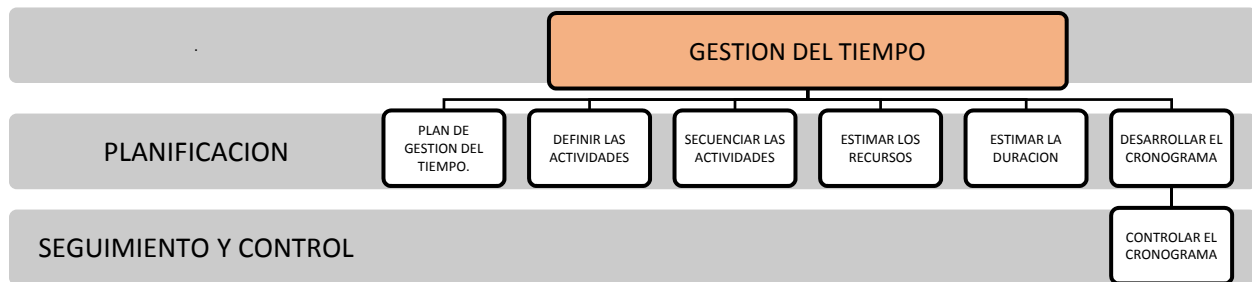 .
GESTION DEL TIEMPO
PLANIFICACION
PLAN DE
GESTION DEL
TIEMPO.
DEFINIR LAS
ACTIVIDADES
SECUENCIAR LAS
ACTIVIDADES
ESTIMAR LOS
RECURSOS
ESTIMAR LA
DURACION
DESARROLLAR EL
CRONOGRAMA
SEGUIMIENTO Y CONTROL
CONTROLAR EL
CRONOGRAMA